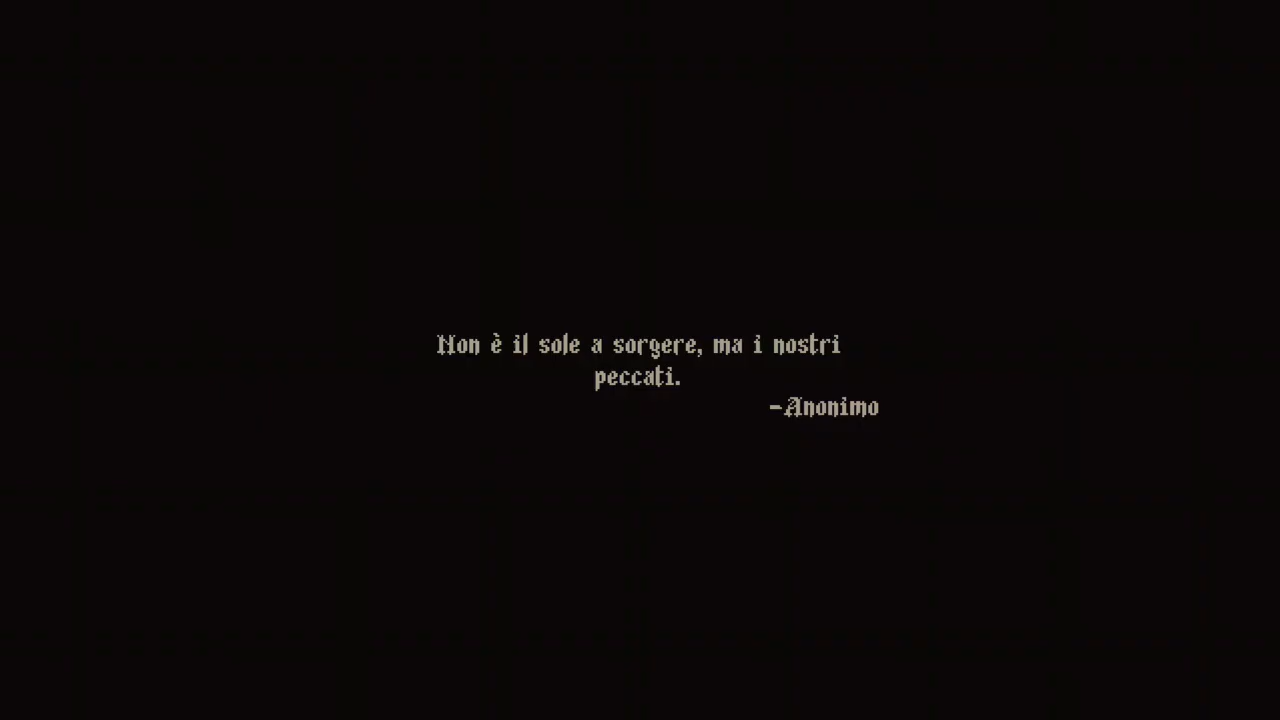 Non è il sole a sorgere, ma i nostri
peccati.
-Anonimo